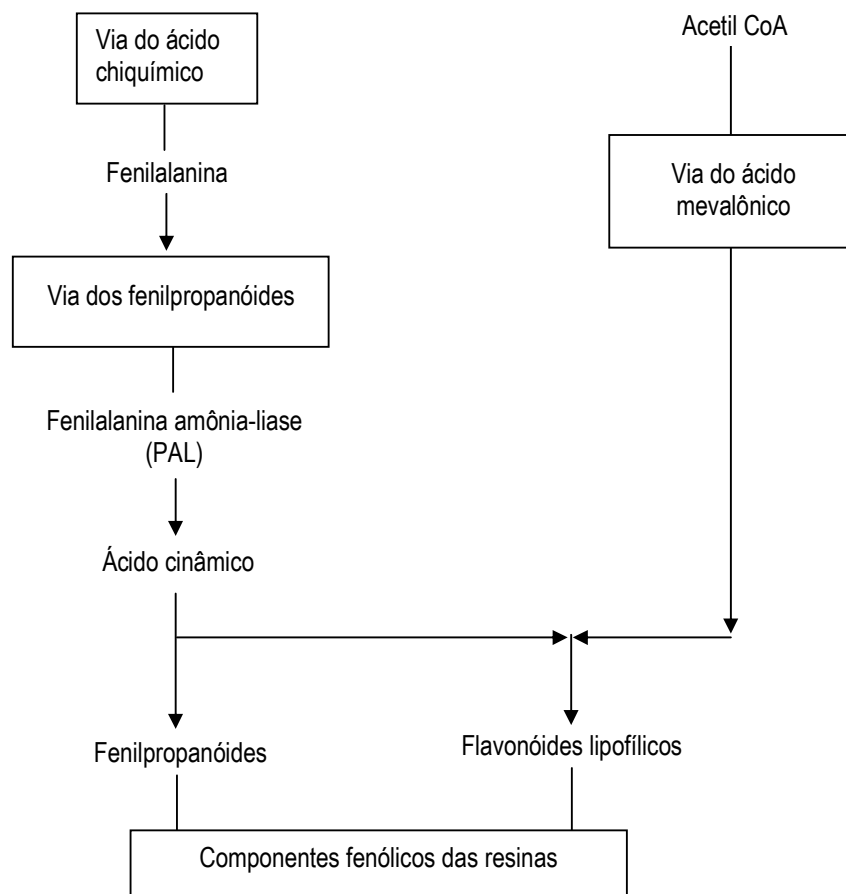 Via do ácido
chiquímico
Acetil CoA
Fenilalanina
Via do ácido
mevalônico
Via dos fenilpropanóides
Fenilalanina amônia-liase
(PAL)
Ácido cinâmico
Fenilpropanóides
Flavonóides lipofílicos
Componentes fenólicos das resinas